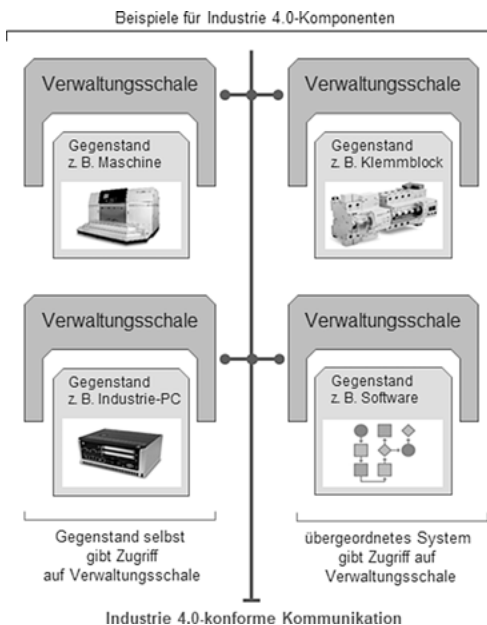 Beispiele für Industrie 4.0-Komponenten
Verwaltungsschale
Gegenstand
z. B. Maschine
Verwaltungsschale
Gegenstand
z. B. Klemmblock
Verwaltungsschale
Gegenstand
z. B. Industrie-PC
Verwaltungsschale
Gegenstand
z. B. Software
Gegenstand selbst
gibt Zugriff
auf Verwaltungsschale
übergeordnetes System
gibt Zugriff auf
Verwaltungsschale
Industrie 4.0-konforme Kommunikation